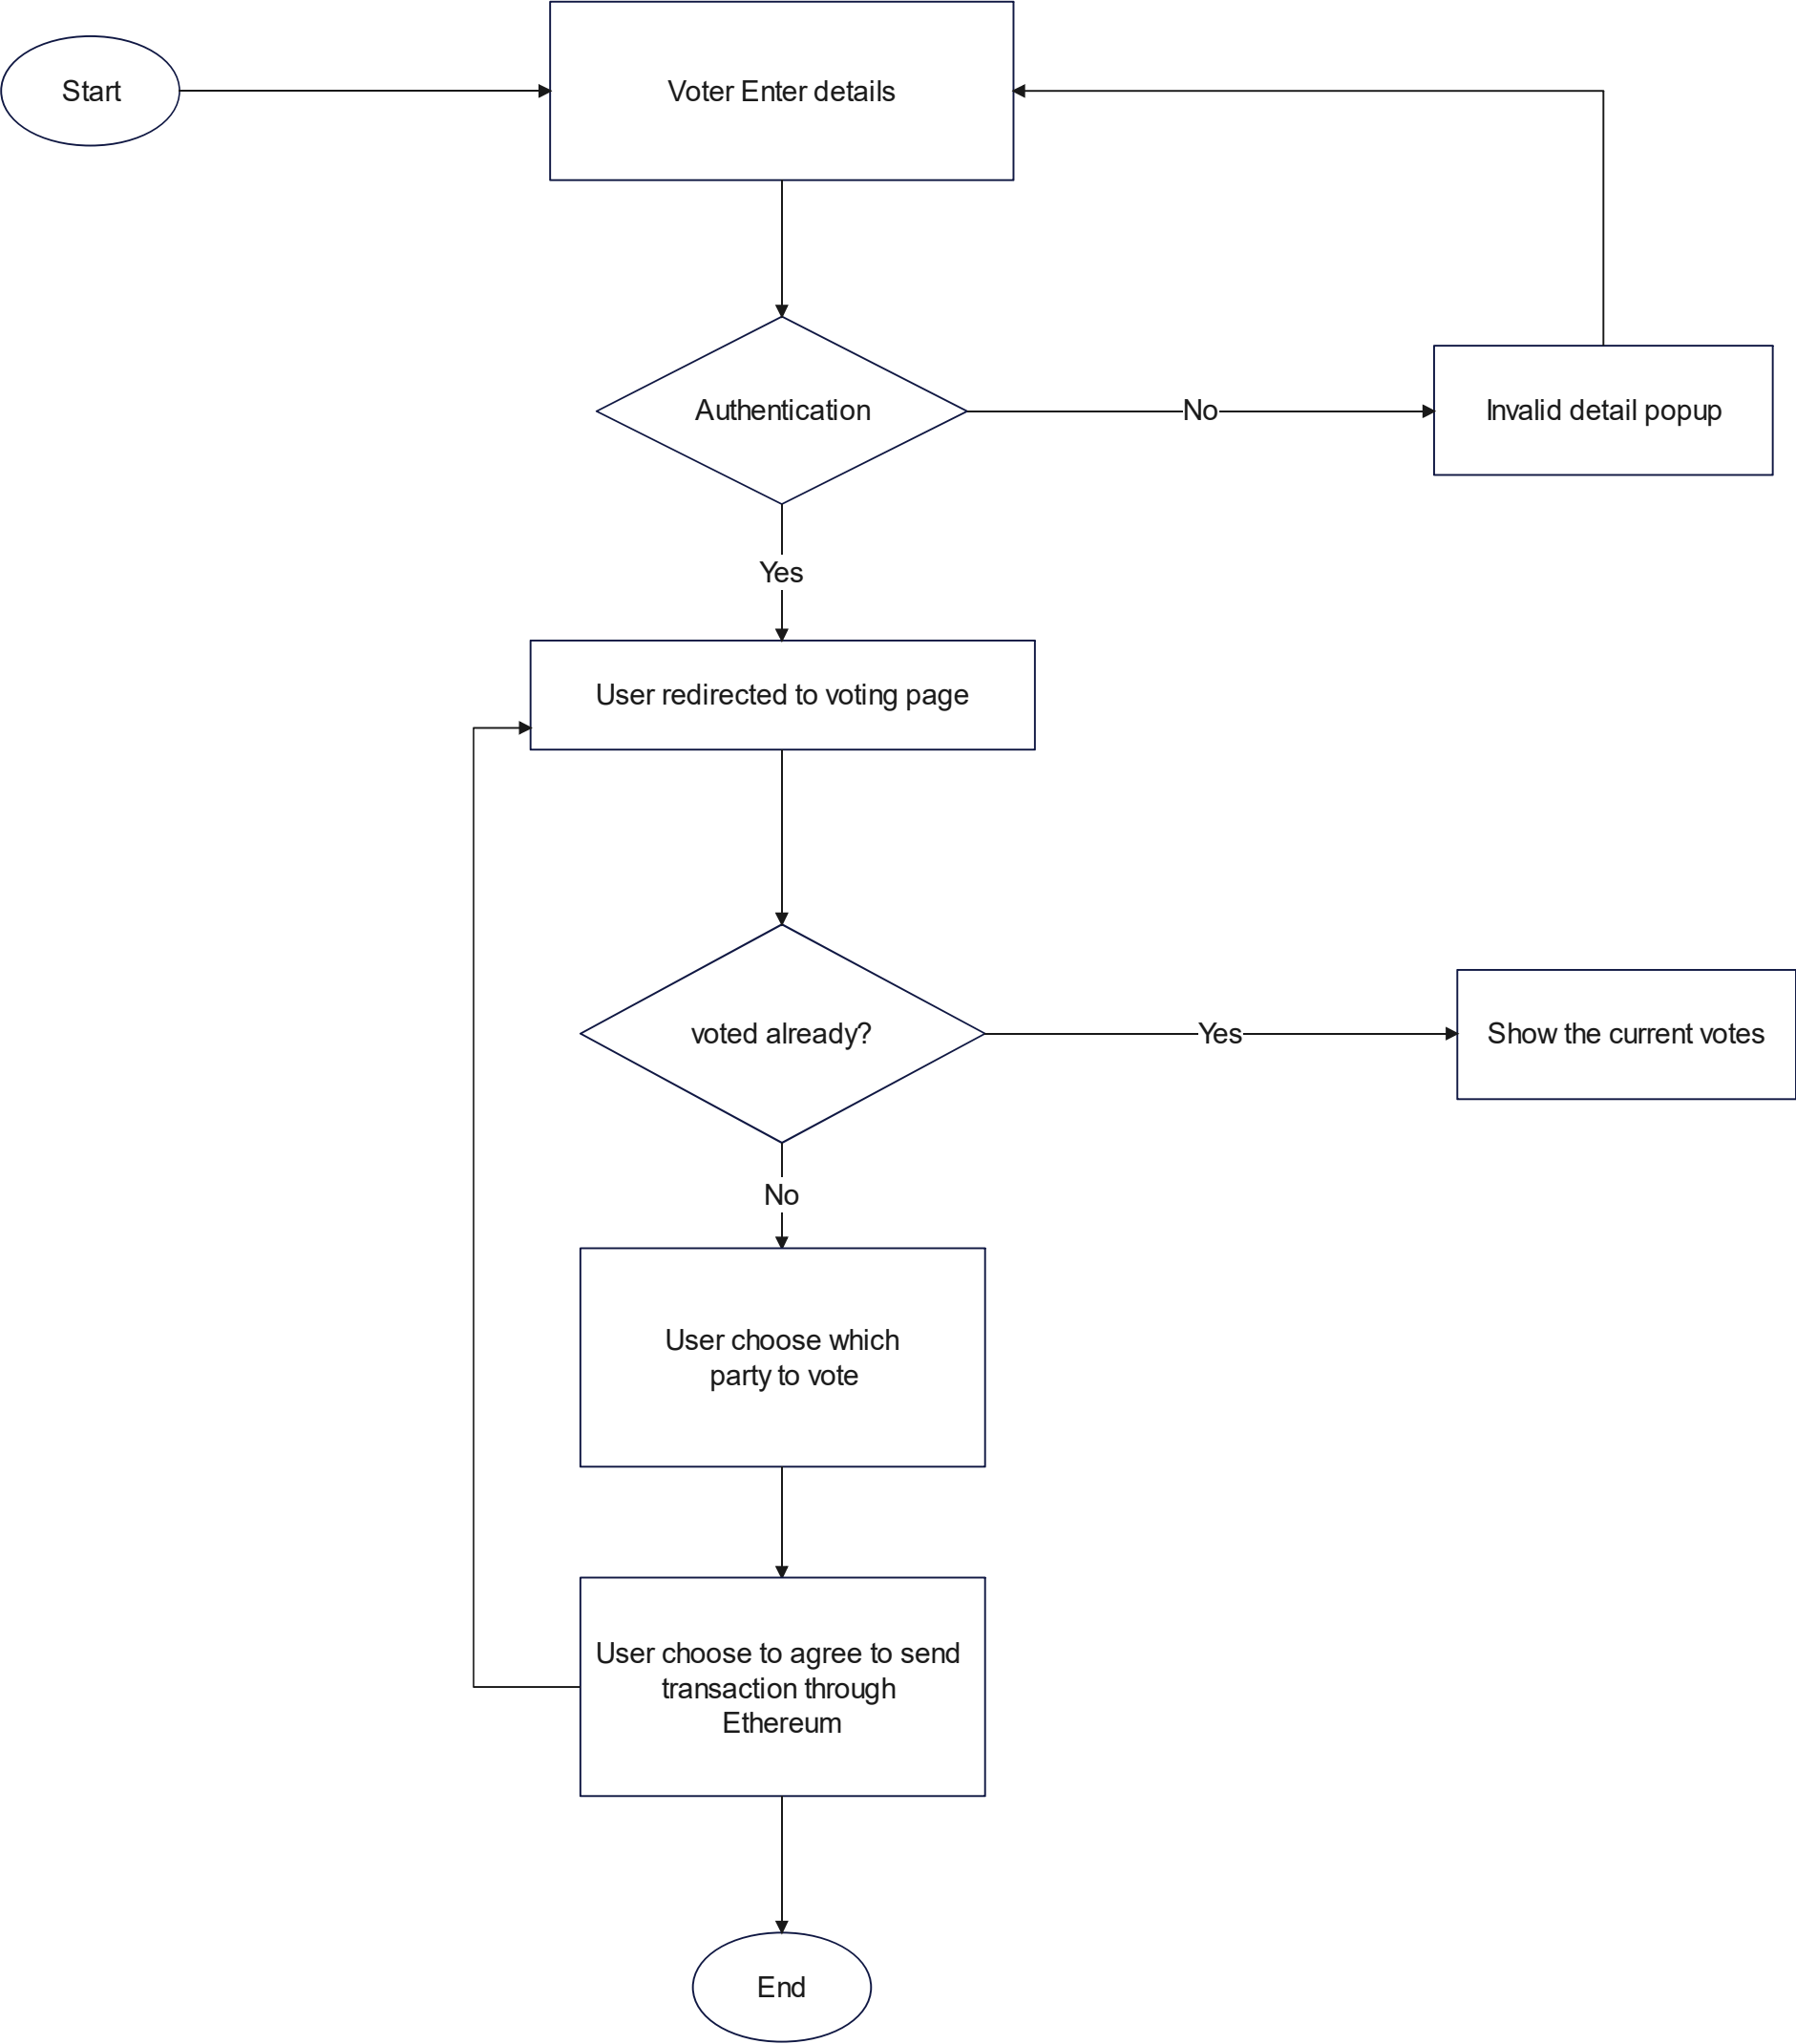 Start
Voter Enter details
Authentication
No
Invalid detail popup
Yes
User redirected to voting page
voted already?
Yes
Show the current votes
No
User choose which
party to vote
User choose to agree to send
transaction through
Ethereum
End